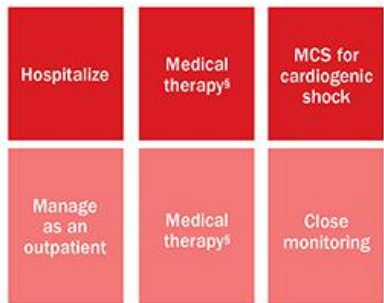 Hospitalize
Medical
therapy§
MCS for
cardiogenic
shock
Manage
as an
outpatient
Medical
therapy§
Close
monitoring